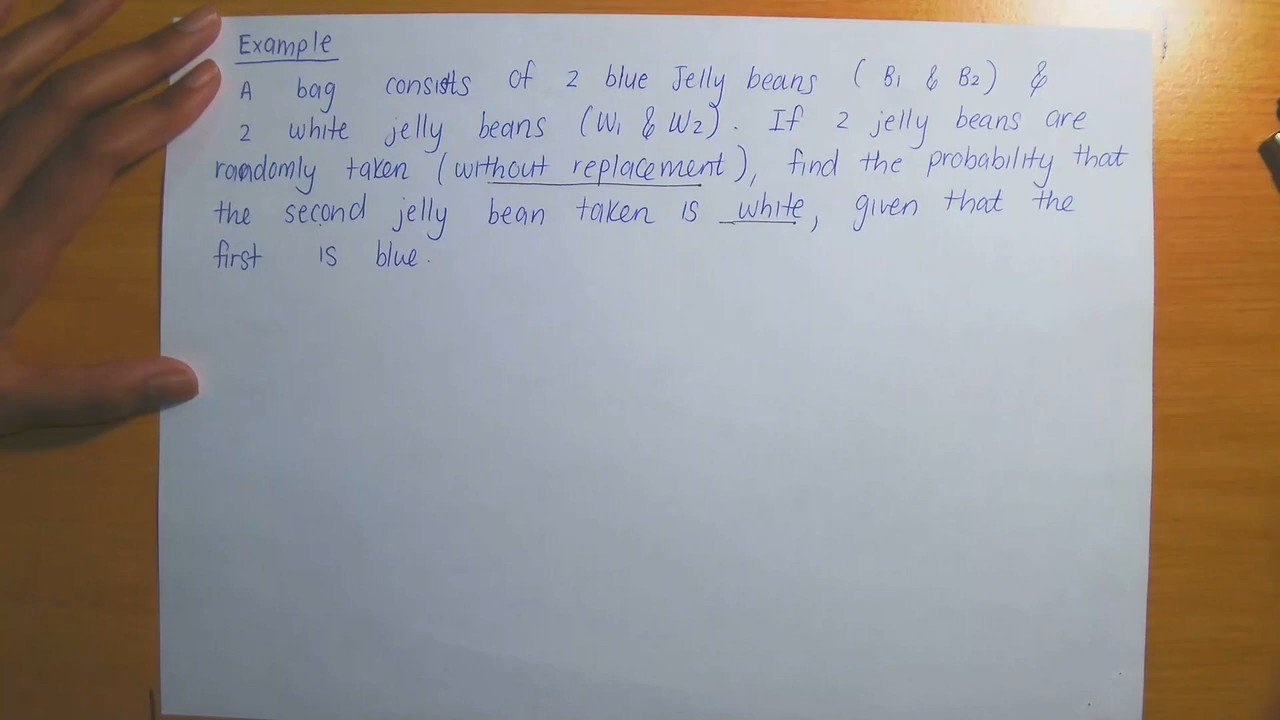 Example
A bag consists of 2 blue Jelly beans ( B1 & B2) &
2 white jelly beans (W1 & W2). If 2 jelly beans are
randomly taken (without replacement), find the probability that
the second jelly bean taken is white, given that the
first is blue.